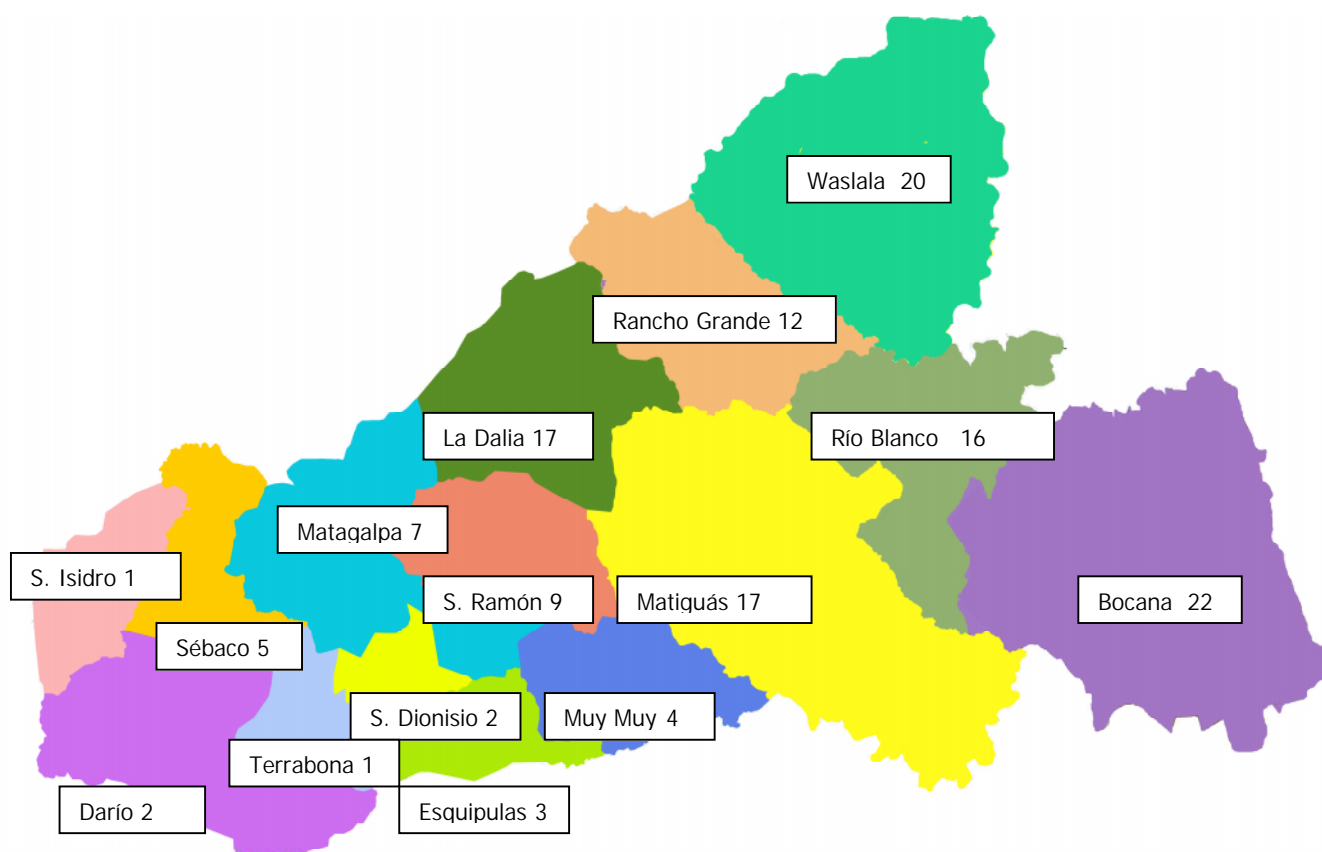 Waslala 20
Rancho Grande 12
La Dalia 17
Río Blanco 16
Matagalpa 7
S. Isidro 1
S. Ramón 9
Matiguás 17
Bocana 22
Sébaco 5
S. Dionisio 2
Muy Muy 4
Terrabona 1
Darío 2
Esquipulas 3